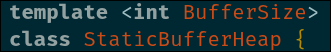 template <int BufferSize>
class StaticBufferHeap {